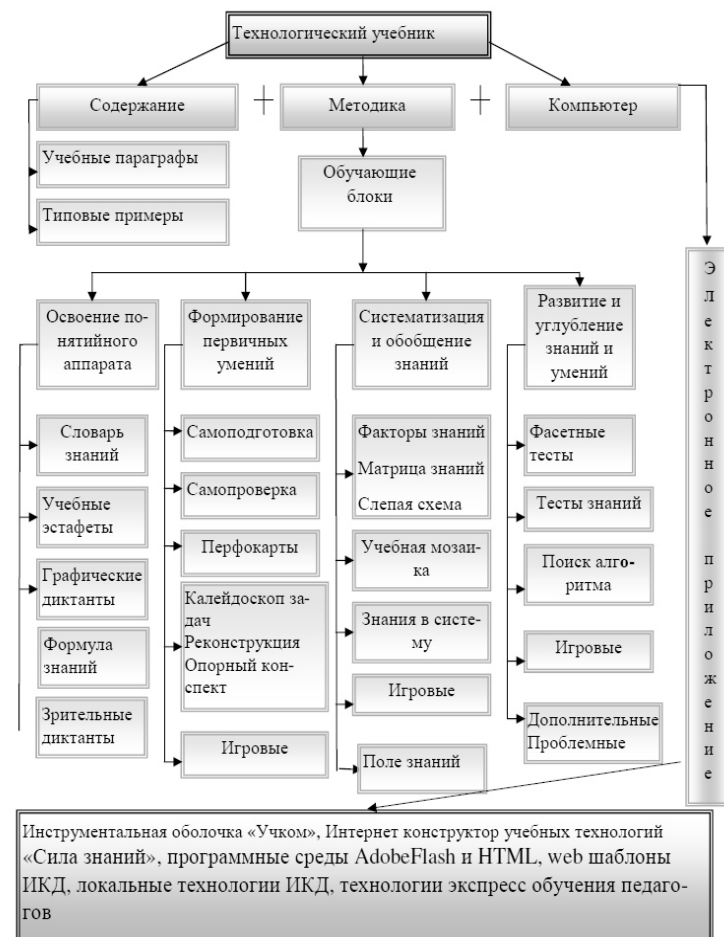 Технологический учебник
Содержание
+
Методика
+
Компьютер
Учебные параграфы
Типовые примеры
Обучающие
блоки
Освоение по-
нятийного
аппарата
Словарь
знаний
Учебные
эстафеты
Графические
диктанты
Формула
знаний
Зрительные
диктанты
Формирование
первичных
умений
Самоподготовка
Самопроверка
Перфокарты
Калейдоскоп за-
дач
Реконструкция
Опорный кон-
спект
Игровые
Систематизация
и обобщение
знаний
Факторы знаний
Матрица знаний
Слепая схема
Учебная мозаи-
ка
Знания в систе-
му
Игровые
Поле знаний
Развитие и
углубление
знаний и
умений
Фасетные
тесты
Тесты знаний
Поиск алго-
ритма
Игровые
Дополнительные
Проблемные
Электронное приложение
Инструментальная оболочка «Учком», Интернет конструктор учебных технологий
«Сила знаний», программные среды AdobeFlash и HTML, web шаблоны
ИКД, локальные технологии ИКД, технологии экспресс обучения педаго-
гов